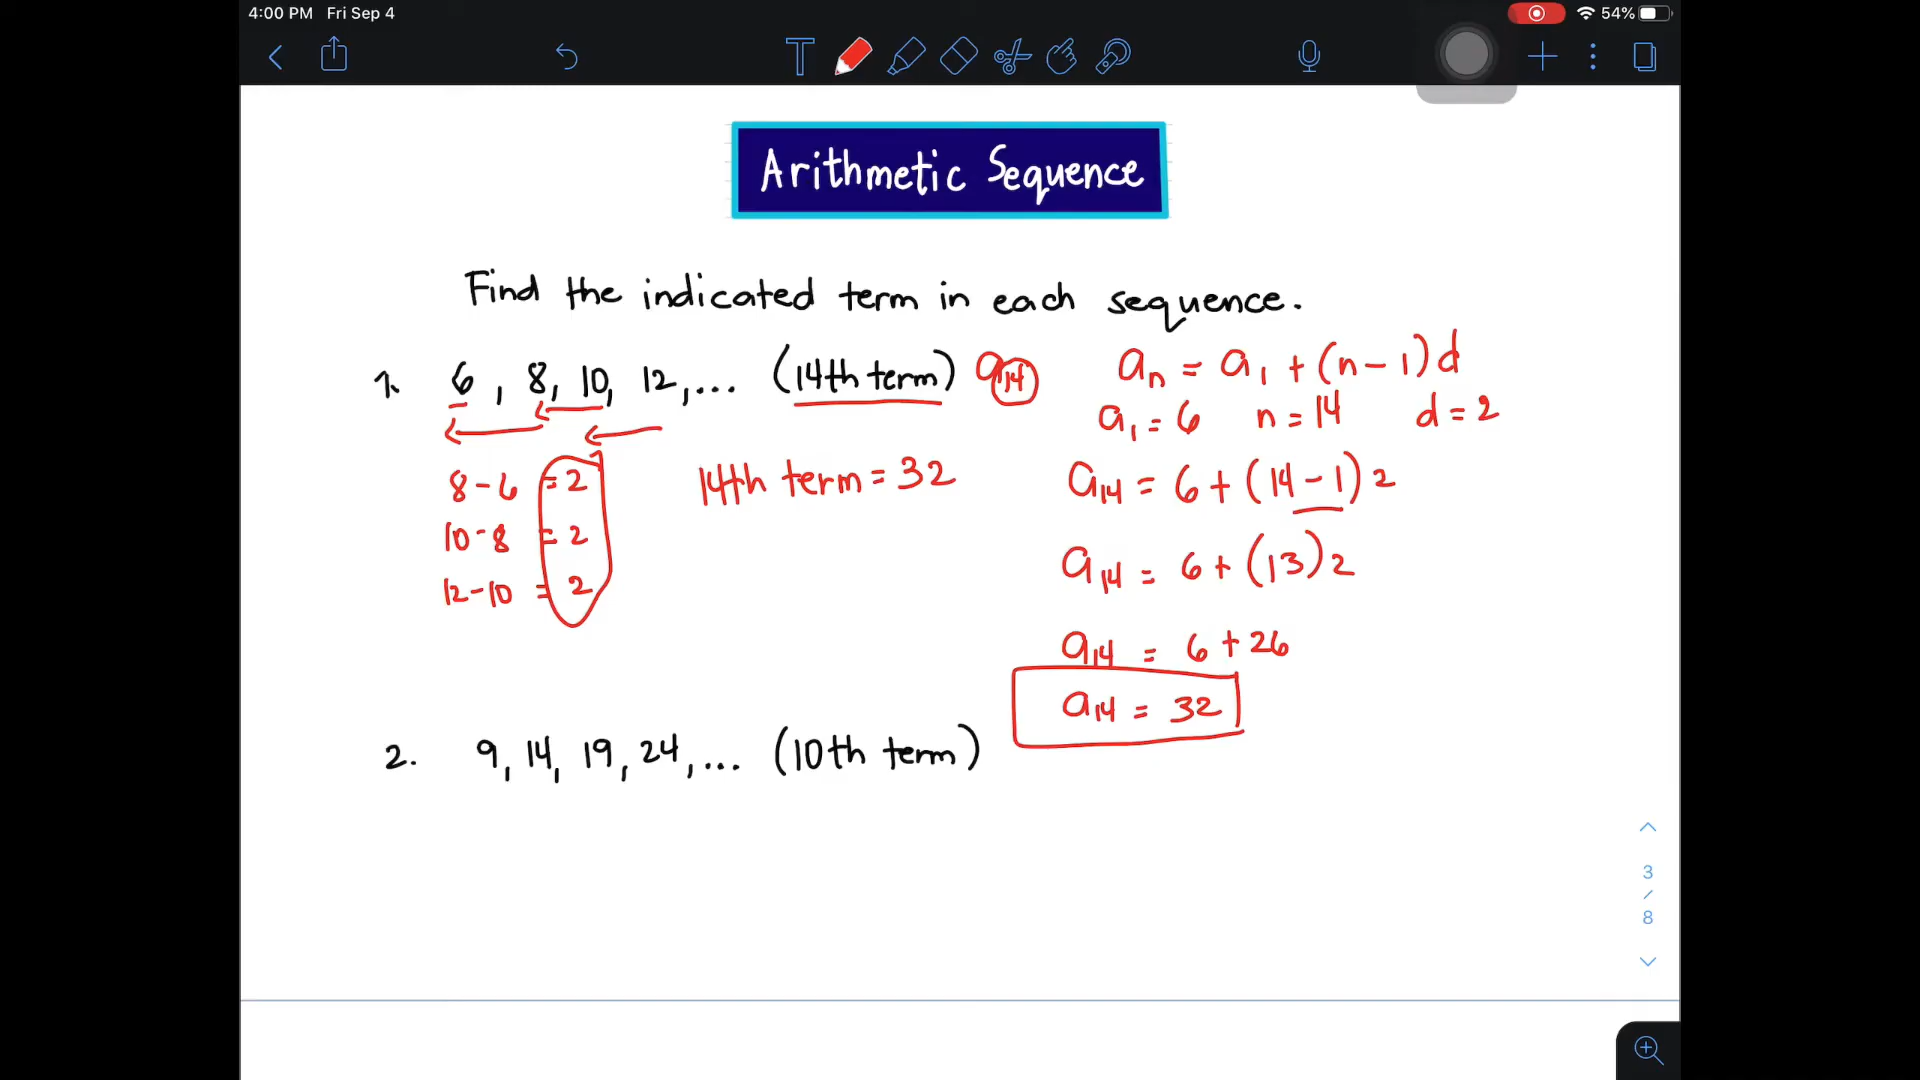 4:00 PM Fri Sep 4
54%
Arithmetic Sequence
Find the indicated term in each sequence.
1. 6, 8, 10, 12, ... (14th term) a₁₄
aₙ = a₁ + (n - 1)d
a₁ = 6 n = 14 d = 2
8 - 6 = 2
10 - 8 = 2
12 - 10 = 2
14th term = 32
a₁₄ = 6 + (14 - 1) 2
a₁₄ = 6 + (13) 2
a₁₄ = 6 + 26
a₁₄ = 32
2. 9, 14, 19, 24, ... (10th term)
3
/
8